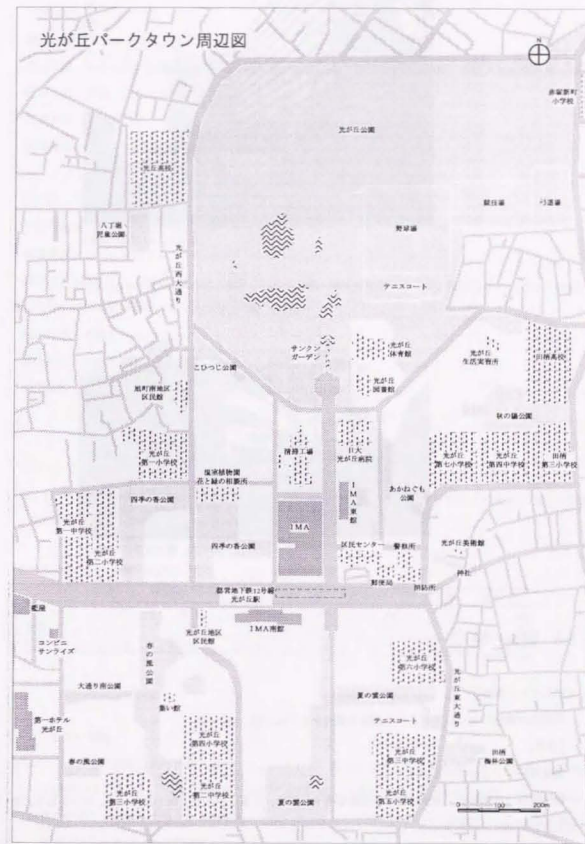 光が丘パークタウン周辺図
N
赤塚新町
小学校
光が丘公園
光丘高校
競技場
弓道場
八丁堀
児童公園
野球場
光が丘西大通り
テニスコート
サンクン
ガーデン
光が丘
体育館
光が丘
生活実習所
田柄高校
こひつじ公園
旭町南地区
区民館
光が丘
図書館
秋の陽公園
光が丘
第一小学校
清掃工場
日大
光が丘病院
光が丘
第七小学校
光が丘
第四中学校
田柄
第三小学校
温室植物園
花と緑の相談所
四季の香公園
IMA東館
あかねぐも
公園
光が丘
第一中学校
光が丘
第二小学校
IMA
四季の香公園
区民センター
警察所
光が丘美術館
神社
郵便局
消防所
都営地下鉄12号線
光が丘駅
コンビニ
サンライズ
光が丘地区
区民館
IMA南館
春の風公園
光が丘
第六小学校
光が丘東大通り
大通り南公園
集い館
夏の雲公園
第一ホテル
光が丘
テニスコート
光が丘
第四小学校
光が丘
第三中学校
田柄
梅林公園
春の風公園
光が丘
第三小学校
光が丘
第二中学校
夏の雲公園
光が丘
第五小学校
0 100 200m